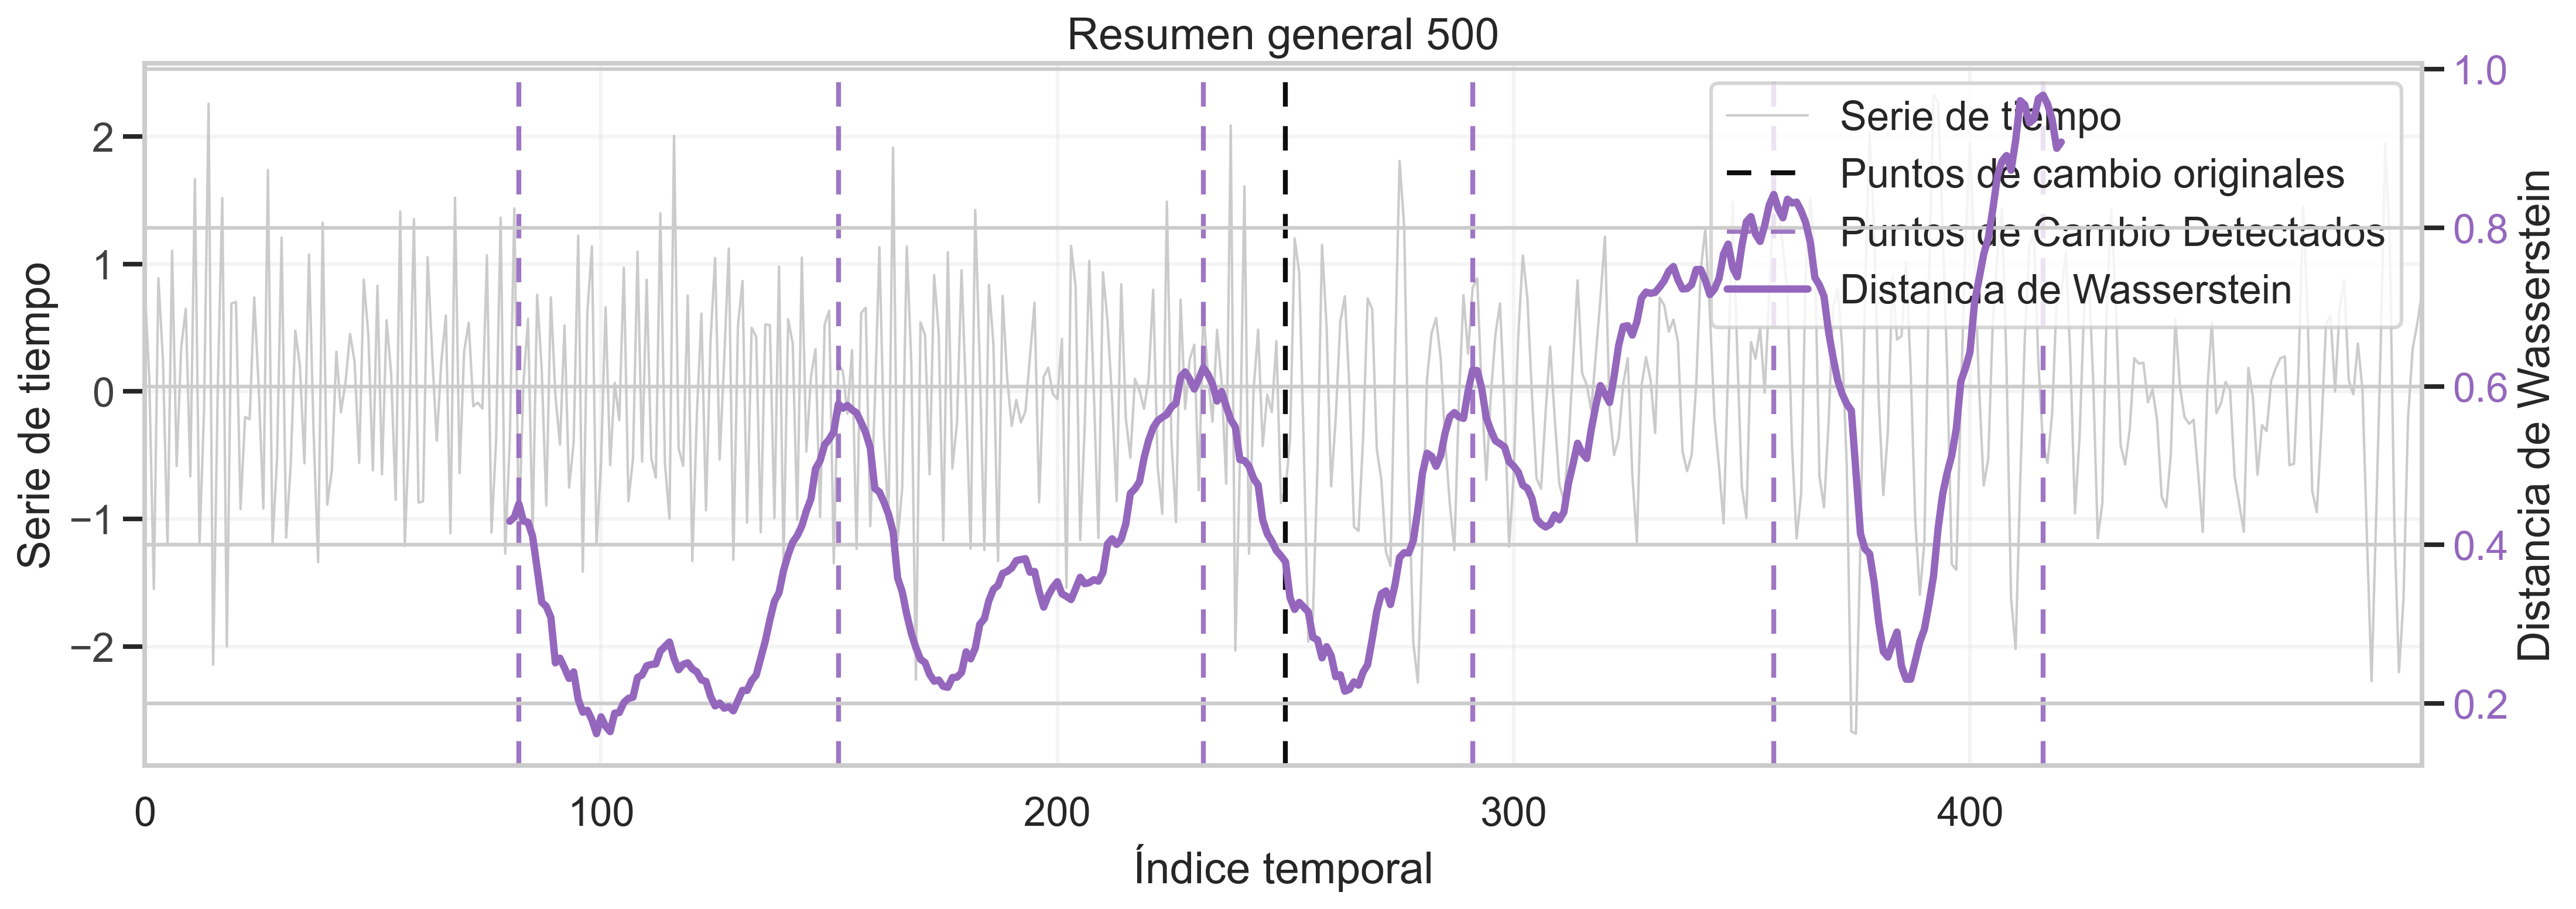 Resumen general 500
Serie de tiempo
2
1
0
−1
−2
Serie de tiempo
Puntos de cambio originales
Puntos de Cambio Detectados
Distancia de Wasserstein
1.0
0.8
0.6
0.4
0.2
Distancia de Wasserstein
0
100
200
300
400
Índice temporal